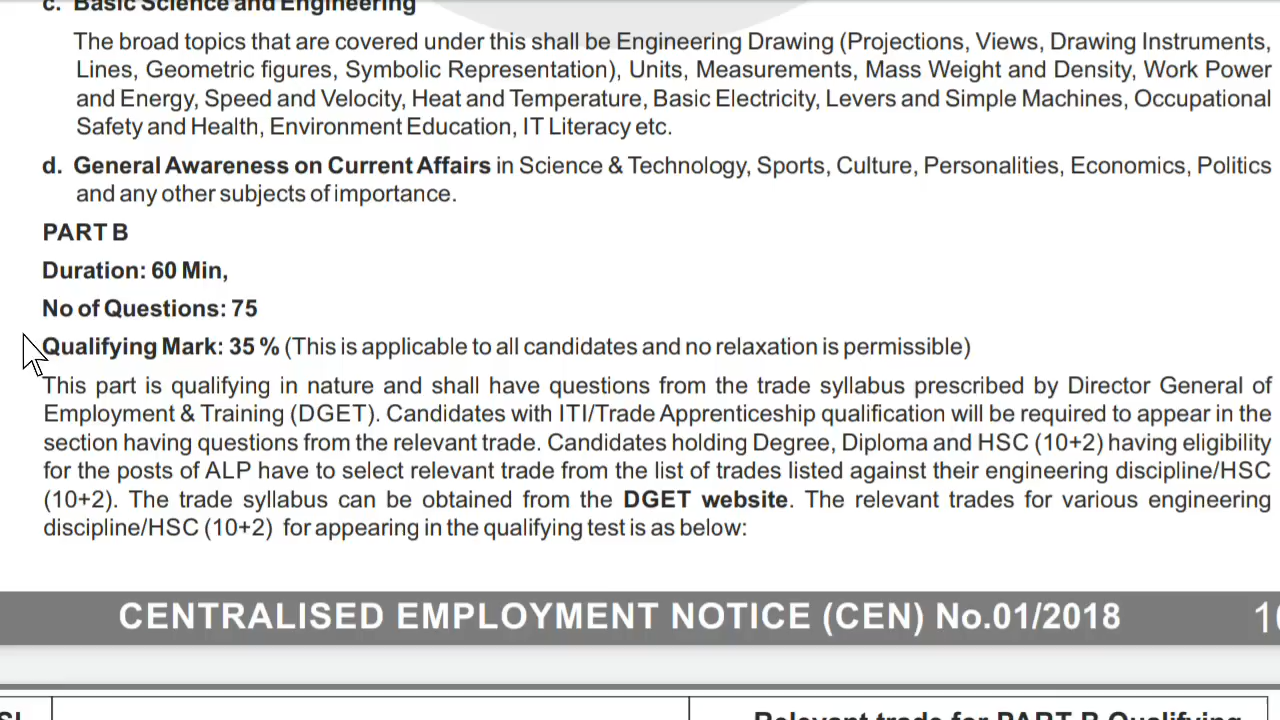 c. Basic Science and Engineering
The broad topics that are covered under this shall be Engineering Drawing (Projections, Views, Drawing Instruments,
Lines, Geometric figures, Symbolic Representation), Units, Measurements, Mass Weight and Density, Work Power
and Energy, Speed and Velocity, Heat and Temperature, Basic Electricity, Levers and Simple Machines, Occupational
Safety and Health, Environment Education, IT Literacy etc.
d. General Awareness on Current Affairs in Science & Technology, Sports, Culture, Personalities, Economics, Politics
and any other subjects of importance.
PART B
Duration: 60 Min,
No of Questions: 75
Qualifying Mark: 35 % (This is applicable to all candidates and no relaxation is permissible)
This part is qualifying in nature and shall have questions from the trade syllabus prescribed by Director General of
Employment & Training (DGET). Candidates with ITI/Trade Apprenticeship qualification will be required to appear in the
section having questions from the relevant trade. Candidates holding Degree, Diploma and HSC (10+2) having eligibility
for the posts of ALP have to select relevant trade from the list of trades listed against their engineering discipline/HSC
(10+2). The trade syllabus can be obtained from the DGET website. The relevant trades for various engineering
discipline/HSC (10+2) for appearing in the qualifying test is as below:
CENTRALISED EMPLOYMENT NOTICE (CEN) No.01/2018
Relevant trade for PART B Qualifying